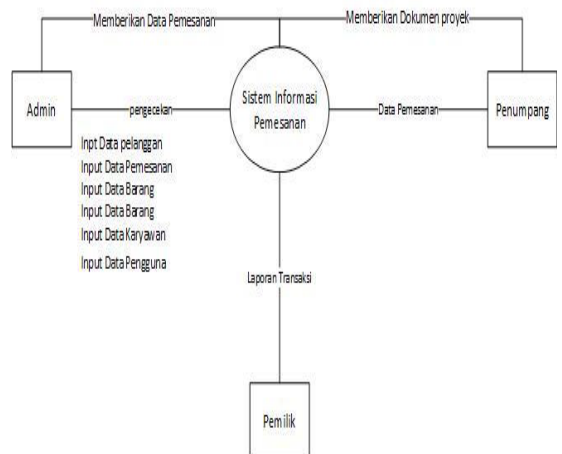 Memberikan Data Pemesanan
Memberikan Dokumen proyek
Admin
pengecekan
Sistem Informasi
Pemesanan
Data Pemesanan
Penumpang
Inpt Data pelanggan
Input Data Pemesanan
Input Data Barang
Input Data Barang
Input Data Karyawan
Input Data Pengguna
Laporan Transaksi
Pemilik